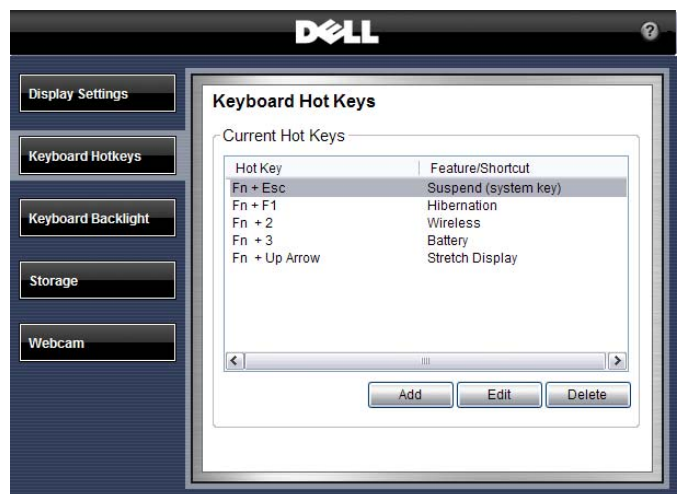 DELL
?
Display Settings
Keyboard Hotkeys
Keyboard Backlight
Storage
Webcam
Keyboard Hot Keys
Current Hot Keys
Hot Key Feature/Shortcut
Fn + Esc Suspend (system key)
Fn + F1 Hibernation
Fn + 2 Wireless
Fn + 3 Battery
Fn + Up Arrow Stretch Display
Add Edit Delete